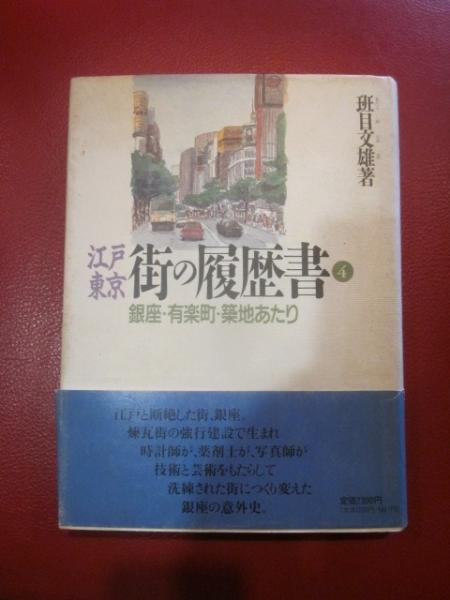 班目文雄著
江戸
東京
街の履歴書
4
銀座・有楽町・築地あたり
江戸と断絶した街、銀座。
煉瓦街の強行建設で生まれ
時計師が、薬剤士が、写真師が
技術と芸術をもたらして
洗練された街につくり変えた
銀座の意外史。